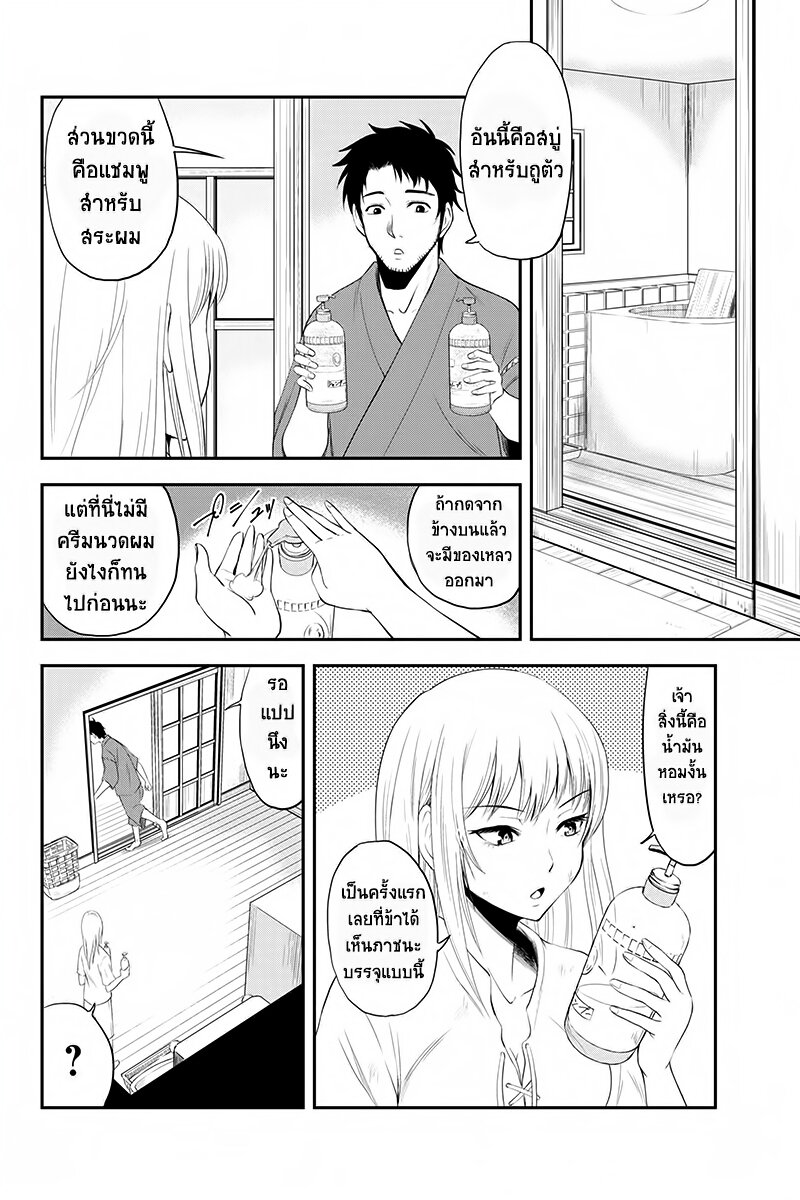 อันนี้คือสบู่
สำหรับถูตัว
ส่วนขวดนี้
คือแชมพู
สำหรับ
สระผม
ถ้ากดจาก
ข้างบนแล้ว
จะมีของเหลว
ออกมา
แต่ที่นี่ไม่มี
ครีมนวดผม
ยังไงก็ทน
ไปก่อนนะ
เจ้า
สิ่งนี้คือ
น้ำมัน
หอมงั้น
เหรอ?
เป็นครั้งแรก
เลยที่ข้าได้
เห็นภาชนะ
บรรจุแบบนี้
รอ
แปป
นึง
นะ
?